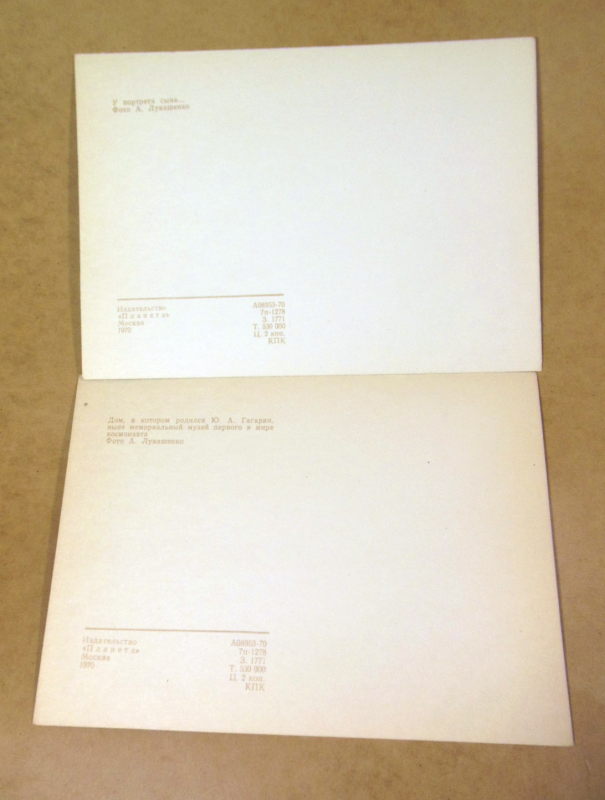 У портрета сына...
Фото А. Лукашенко
Издательство
«Планета»
Москва
1970
А08953-70
7п-1278
З. 1771
Т. 530 000
Ц. 2 коп.
КПК
Дом, в котором родился Ю. А. Гагарин,
ныне мемориальный музей первого в мире
космонавта
Фото А. Лукашенко
Издательство
«Планета»
Москва
1970
А08953-70
7п-1278
З. 1771
Т. 530 000
Ц. 2 коп.
КПК